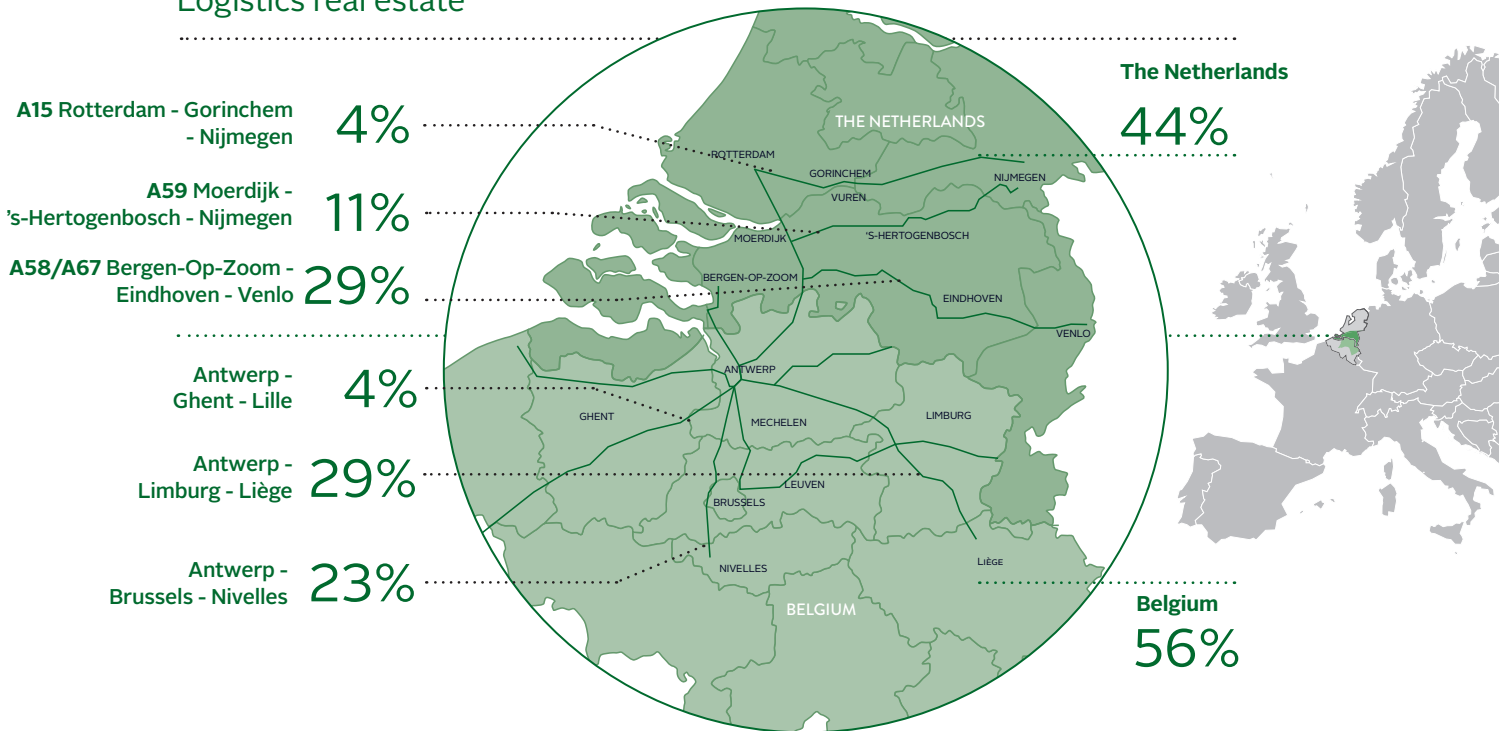 Logistics real estate
A15 Rotterdam - Gorinchem
- Nijmegen
4%
A59 Moerdijk -
's-Hertogenbosch - Nijmegen
11%
A58/A67 Bergen-Op-Zoom -
Eindhoven - Venlo
29%
Antwerp -
Ghent - Lille
4%
Antwerp -
Limburg - Liège
29%
Antwerp -
Brussels - Nivelles
23%
THE NETHERLANDS
ROTTERDAM
GORINCHEM
NIJMEGEN
VUREN
MOERDIJK
'S-HERTOGENBOSCH
BERGEN-OP-ZOOM
EINDHOVEN
VENLO
ANTWERP
GHENT
MECHELEN
LIMBURG
LEUVEN
BRUSSELS
NIVELLES
LIÈGE
BELGIUM
The Netherlands
44%
Belgium
56%